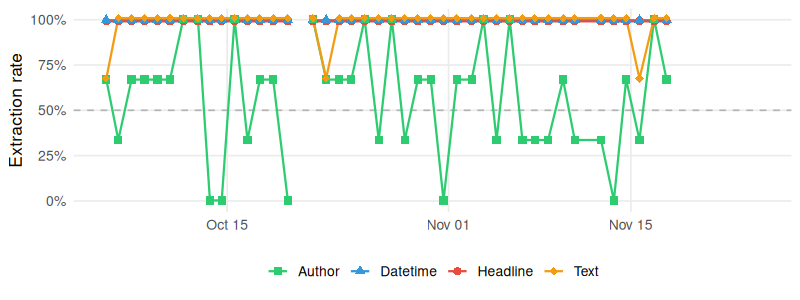 Extraction rate
100%
75%
50%
25%
0%
Oct 15 Nov 01 Nov 15
Author Datetime Headline Text